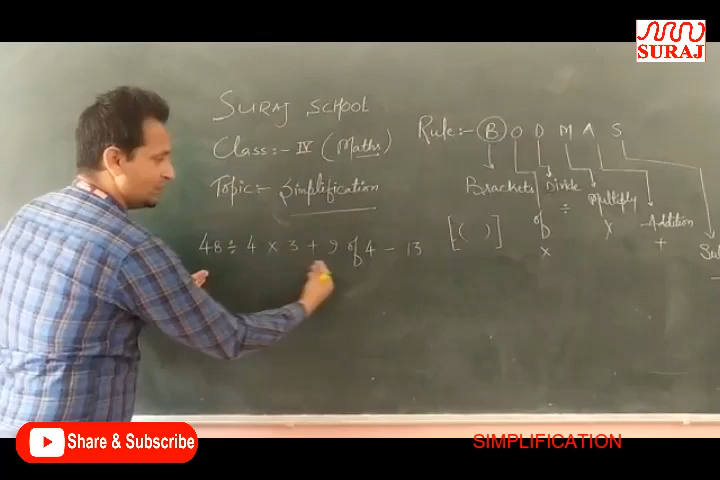 SURAJ
SURAJ SCHOOL
Class:- IV (Maths)
Topic:- Simplification
48 ÷ 4 × 3 + 9 of 4 - 13
Rule:- B O D M A S
Brackets Divide Multiply Addition
[( )] of ÷ × +
×
Share & Subscribe
SIMPLIFICATION